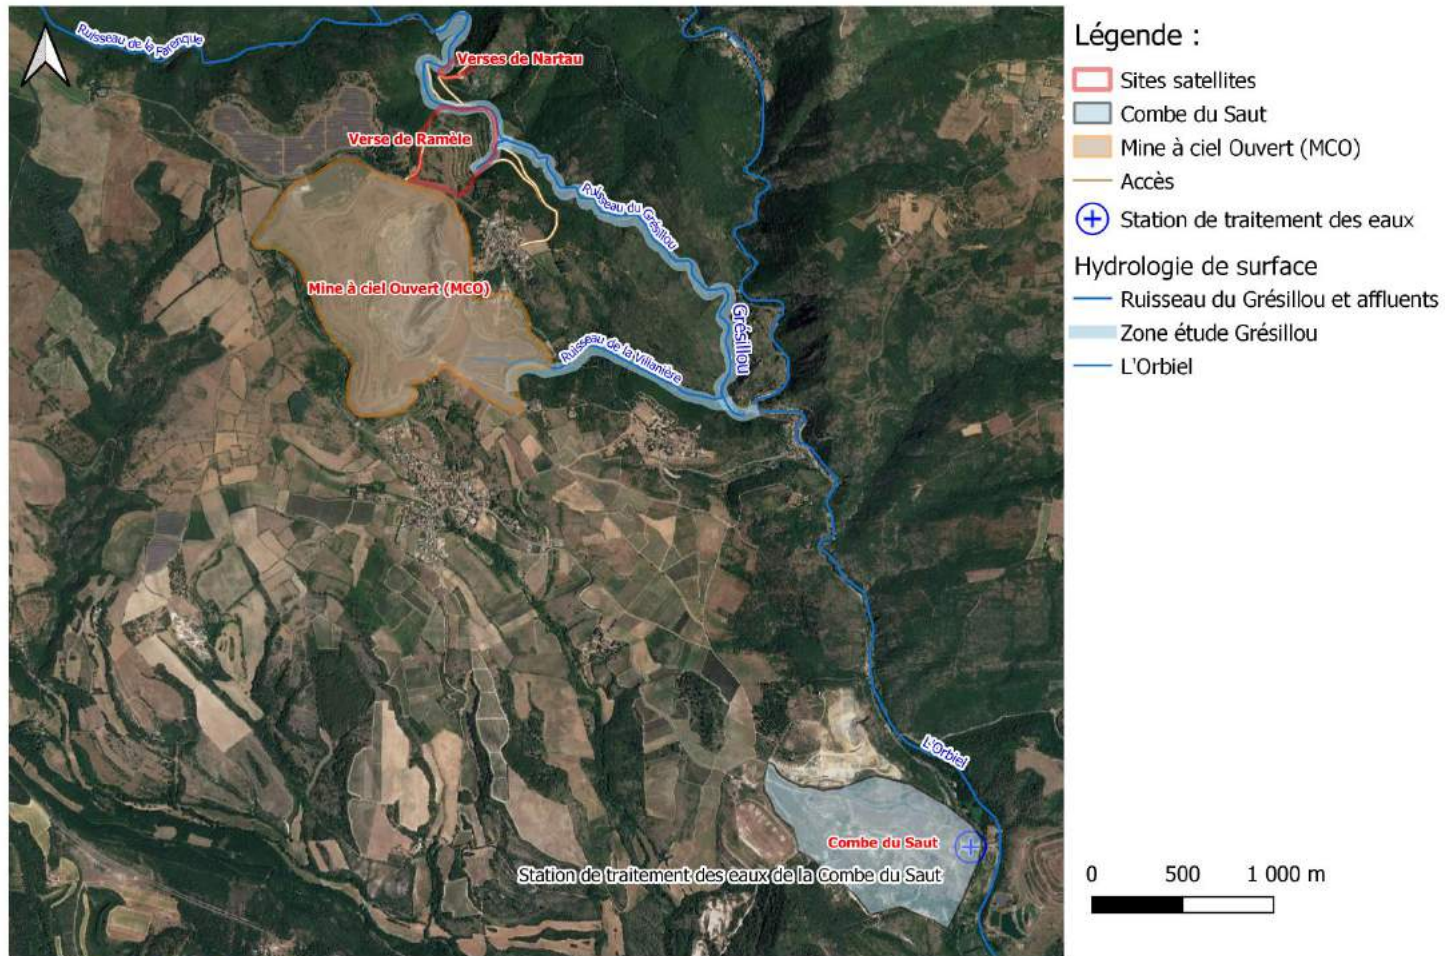 Ruisseau de la Farenque
Verses de Nartau
Verse de Ramèle
Ruisseau du Grésillou
Mine à ciel Ouvert (MCO)
Grésillou
Ruisseau de la Villanière
L'Orbiel
Combe du Saut
Station de traitement des eaux de la Combe du Saut
Légende :
Sites satellites
Combe du Saut
Mine à ciel Ouvert (MCO)
Accès
Station de traitement des eaux
Hydrologie de surface
Ruisseau du Grésillou et affluents
Zone étude Grésillou
L'Orbiel
0 500 1 000 m